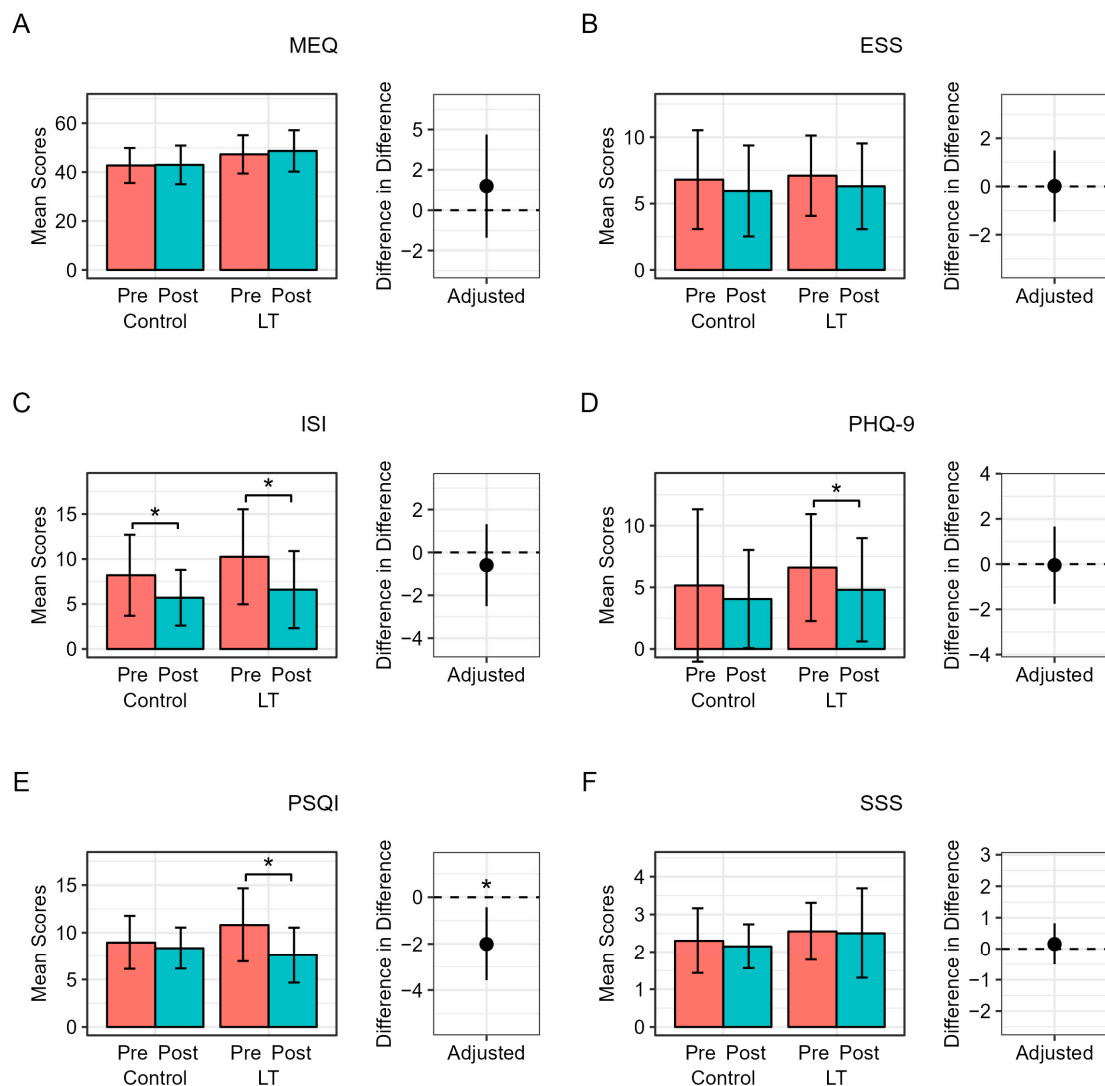 A
MEQ
Mean Scores
60
40
20
0
Pre Post Pre Post
Control LT
Difference in Difference
5
2
0
−2
Adjusted
B
ESS
Mean Scores
10
5
0
Pre Post Pre Post
Control LT
Difference in Difference
2
0
−2
Adjusted
C
ISI
Mean Scores
15
10
5
0
*
*
Pre Post Pre Post
Control LT
Difference in Difference
2
0
−2
−4
Adjusted
D
PHQ-9
Mean Scores
10
5
0
*
Pre Post Pre Post
Control LT
Difference in Difference
4
2
0
−2
−4
Adjusted
E
PSQI
Mean Scores
15
10
5
0
*
Pre Post Pre Post
Control LT
Difference in Difference
0
−2
−4
*
Adjusted
F
SSS
Mean Scores
4
3
2
1
0
Pre Post Pre Post
Control LT
Difference in Difference
3
2
1
0
−1
−2
Adjusted